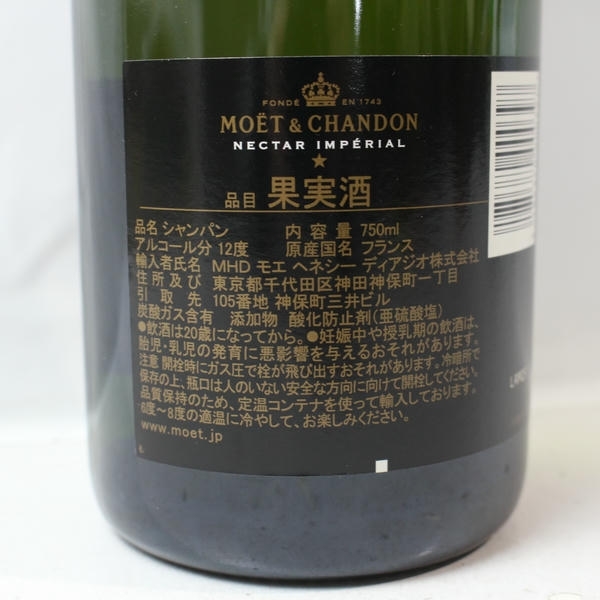 FONDÉ EN 1743
MOËT & CHANDON
NECTAR IMPÉRIAL
品目 果実酒
品名 シャンパン 内容量 750ml
アルコール分 12度 原産国名 フランス
輸入者氏名 MHD モエ ヘネシー ディアジオ株式会社
住所及び 東京都千代田区神田神保町一丁目
引取先 105番地 神保町三井ビル
炭酸ガス含有 添加物 酸化防止剤(亜硫酸塩)
●飲酒は20歳になってから。●妊娠中や授乳期の飲酒は、
胎児・乳児の発育に悪影響を与えるおそれがあります。
注意 開栓時にガス圧で栓が飛び出すおそれがあります。冷暗所で
保存の上、瓶口は人のいない安全な方向に向けて開栓してください。
品質保持のため、定温コンテナを使って輸入しております。
6度～8度の適温に冷やして、お楽しみください。
www.moet.jp